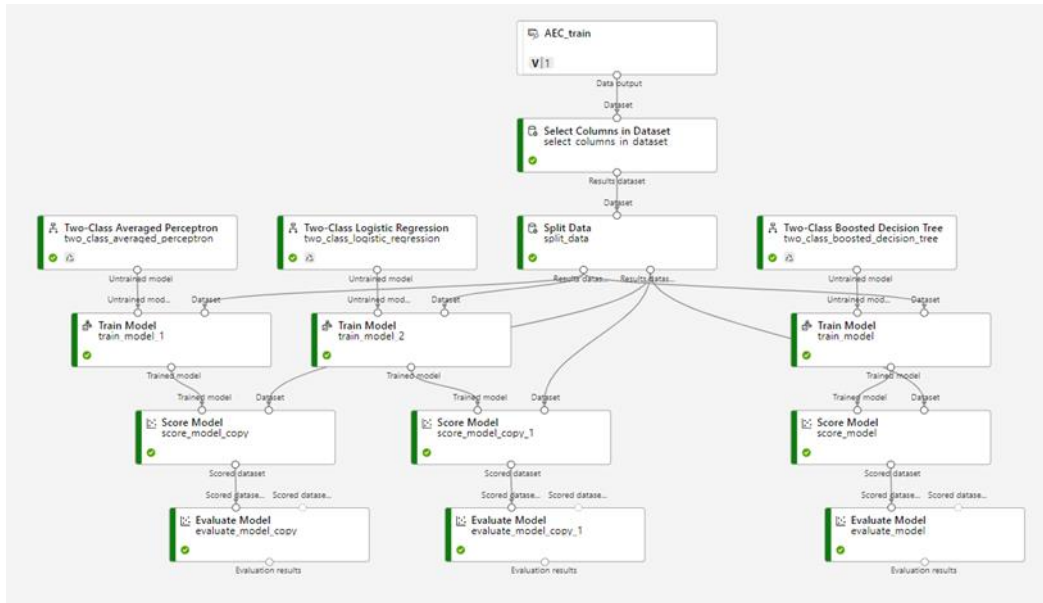 AEC_train
V 1
Data output
Dataset
Select Columns in Dataset
select_columns_in_dataset
Results dataset
Dataset
Two-Class Averaged Perceptron
two_class_averaged_perceptron
Two-Class Logistic Regression
two_class_logistic_regression
Split Data
split_data
Two-Class Boosted Decision Tree
two_class_boosted_decision_tree
Untrained model
Untrained model
Results datas...
Results datas...
Untrained model
Untrained mod...
Dataset
Untrained mod...
Dataset
Untrained mod...
Dataset
Train Model
train_model_1
Train Model
train_model_2
Train Model
train_model
Trained model
Trained model
Trained model
Trained model
Dataset
Trained model
Dataset
Trained model
Dataset
Score Model
score_model_copy
Score Model
score_model_copy_1
Score Model
score_model
Scored dataset
Scored dataset
Scored dataset
Scored datase...
Scored datase...
Scored datase...
Scored datase...
Scored datase...
Scored datase...
Evaluate Model
evaluate_model_copy
Evaluate Model
evaluate_model_copy_1
Evaluate Model
evaluate_model
Evaluation results
Evaluation results
Evaluation results